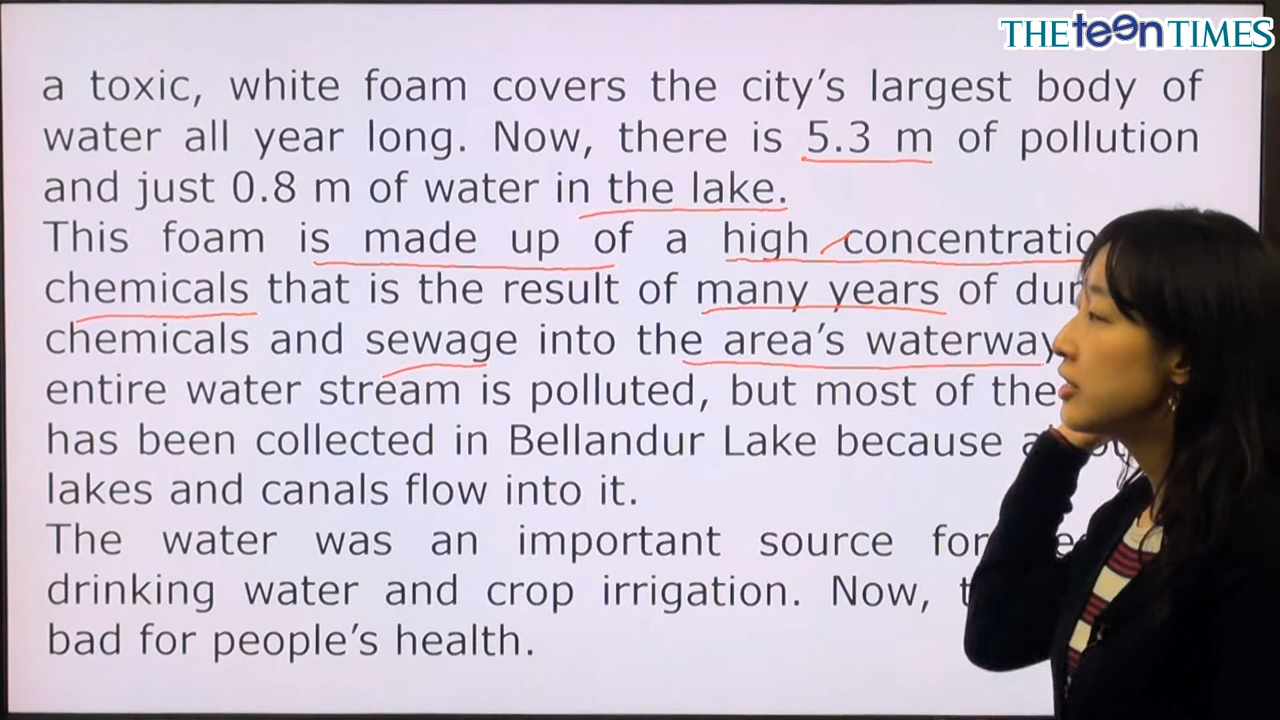 THE teen TIMES
a toxic, white foam covers the city's largest body of
water all year long. Now, there is 5.3 m of pollution
and just 0.8 m of water in the lake.
This foam is made up of a high
chemicals that is the result of many years of
chemicals and sewage into the area's
entire water stream is polluted, but most of the
has been collected in Bellandur Lake because
lakes and canals flow into it.
The water was an important source for
drinking water and crop irrigation. Now,
bad for people's health.